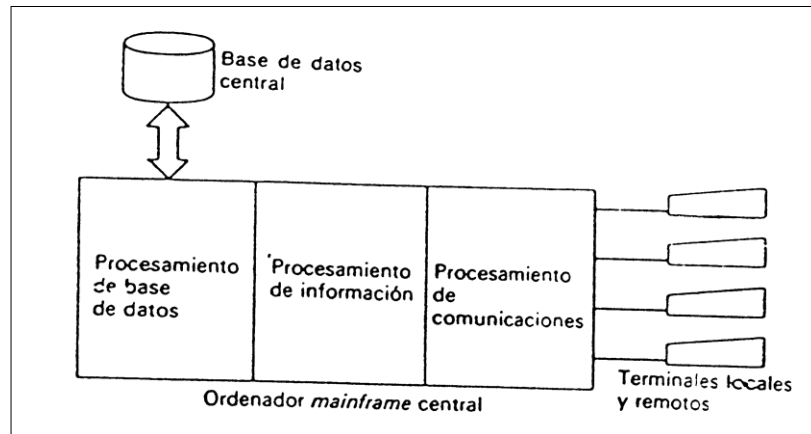 Base de datos
central
Procesamiento
de base
de datos
Procesamiento
de información
Procesamiento
de
comunicaciones
Terminales locales
y remotos
Ordenador mainframe central